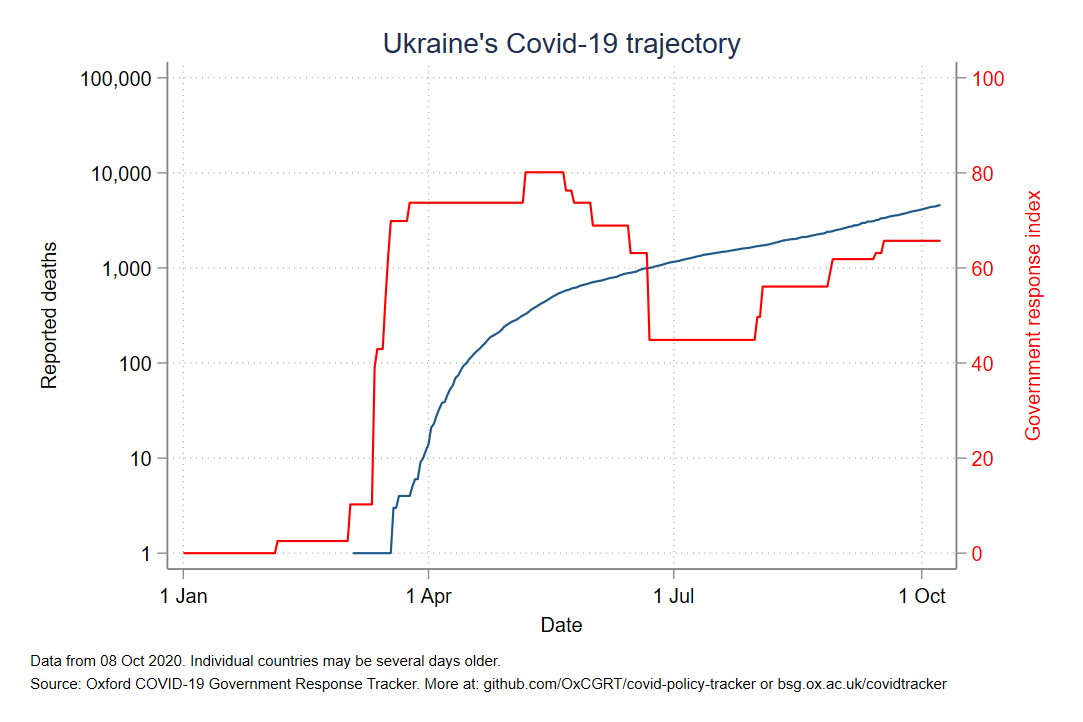 Ukraine's Covid-19 trajectory
100,000
10,000
1,000
100
10
1
Reported deaths
100
80
60
40
20
0
Government response index
1 Jan
1 Apr
1 Jul
1 Oct
Date
Data from 08 Oct 2020. Individual countries may be several days older.
Source: Oxford COVID-19 Government Response Tracker. More at: github.com/OxCGRT/covid-policy-tracker or bsg.ox.ac.uk/covidtracker